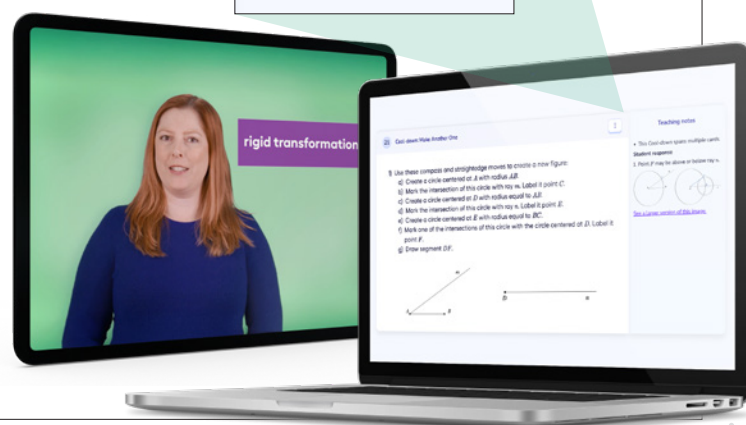 rigid transformation
Cool-down: Make Another One
1
Teaching notes
1) Use these compass and straightedge moves to create a new figure:
a) Create a circle centered at A with radius AB.
b) Mark the intersection of this circle with ray m. Label it point C.
c) Create a circle centered at D with radius equal to AB.
d) Mark the intersection of this circle with ray n. Label it point E.
e) Create a circle centered at E with radius equal to BC.
f) Mark one of the intersections of this circle with the circle centered at D. Label it
point F.
g) Draw segment DF.
• This Cool-down spans multiple cards.
Student response
1. Point F may be above or below ray n.
See a larger version of this image.
m
A
B
D
n